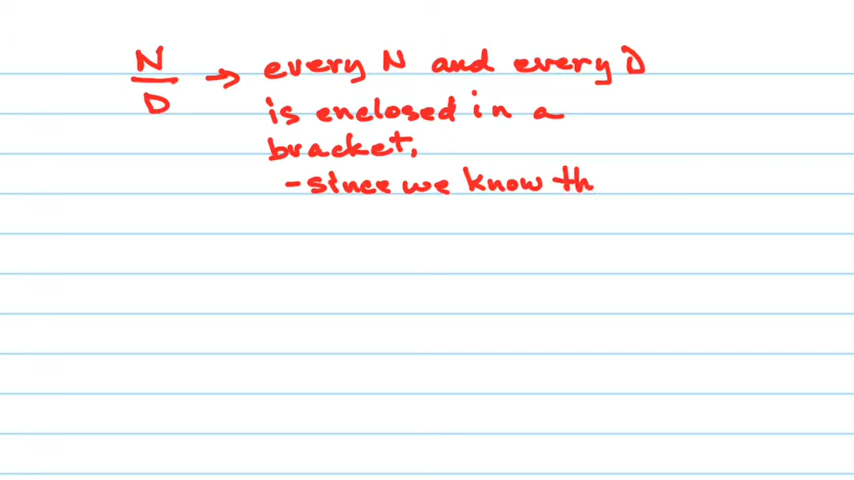 N/D → every N and every D
is enclosed in a
bracket.
- since we know th